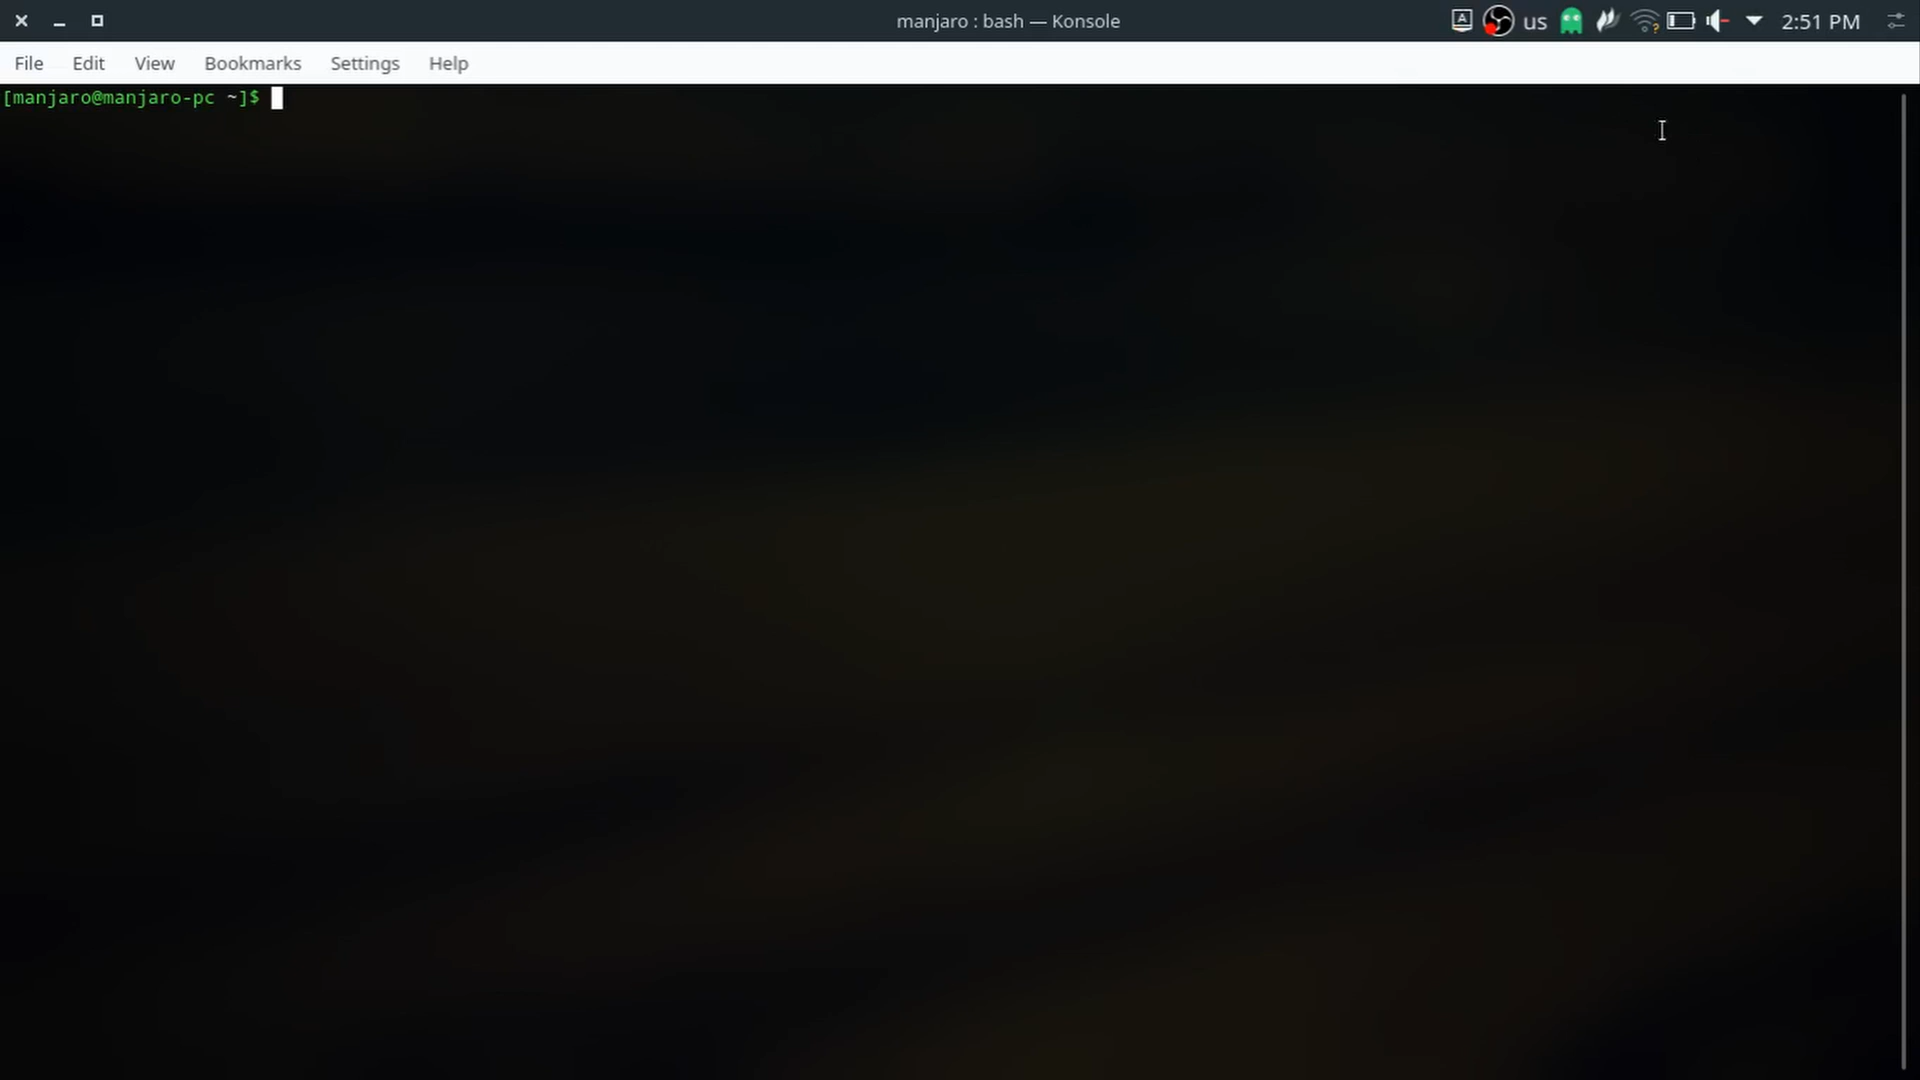 manjaro : bash — Konsole
A
us
2:51 PM
File Edit View Bookmarks Settings Help
[manjaro@manjaro-pc ~]$